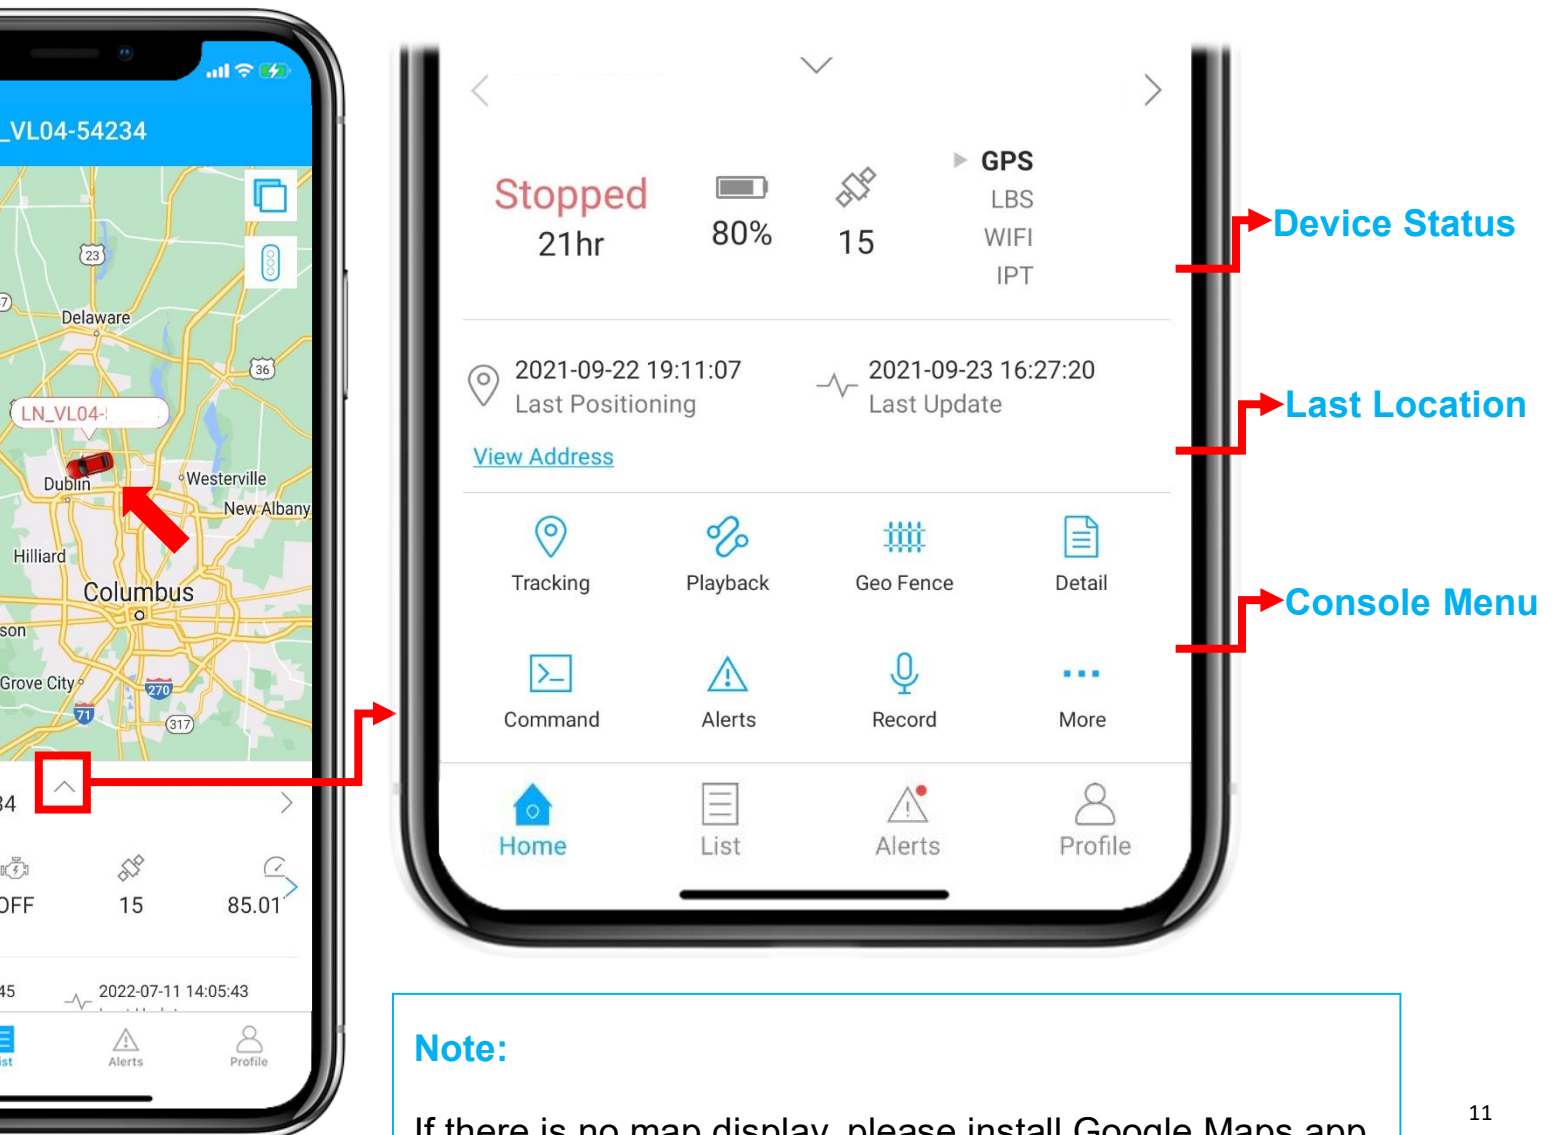 _VL04-54234
23
Delaware
36
LN_VL04-
Dublin
Westerville
New Albany
Hilliard
Columbus
son
Grove City
270
71
317
34
OFF
15
85.01
45
2022-07-11 14:05:43
ist
Alerts
Profile
Stopped
21hr
80%
15
GPS
LBS
WIFI
IPT
2021-09-22 19:11:07
Last Positioning
2021-09-23 16:27:20
Last Update
View Address
Tracking
Playback
Geo Fence
Detail
Command
Alerts
Record
More
Home
List
Alerts
Profile
Device Status
Last Location
Console Menu
Note:
If there is no map display, please install Google Maps app
11